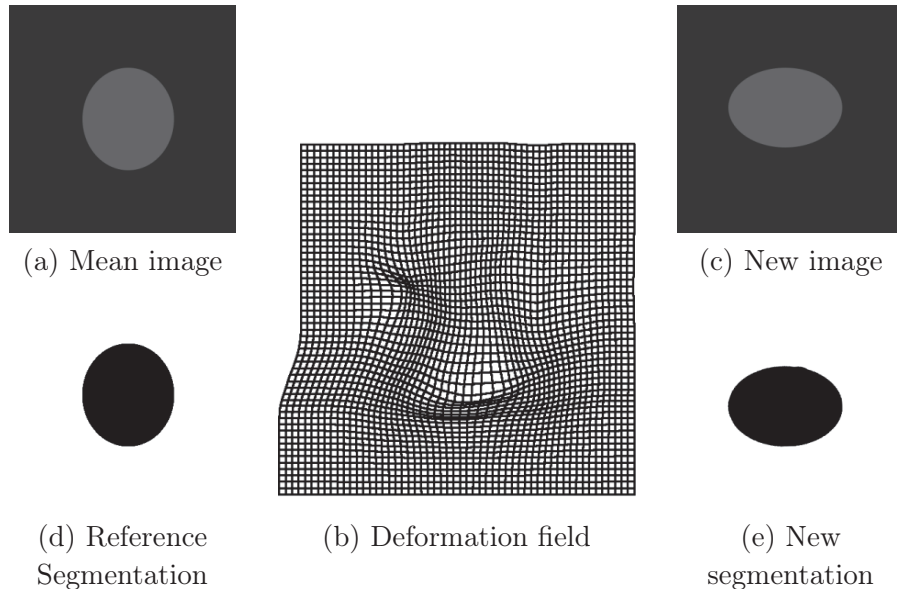 (a) Mean image
(c) New image
(d) Reference
Segmentation
(b) Deformation field
(e) New
segmentation